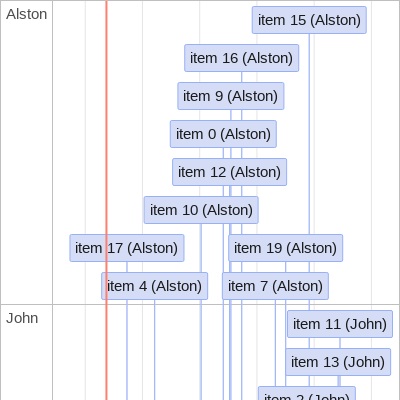 Alston
item 15 (Alston)
item 16 (Alston)
item 9 (Alston)
item 0 (Alston)
item 12 (Alston)
item 10 (Alston)
item 17 (Alston)
item 19 (Alston)
item 4 (Alston)
item 7 (Alston)
John
item 11 (John)
item 13 (John)
item 2 (John)